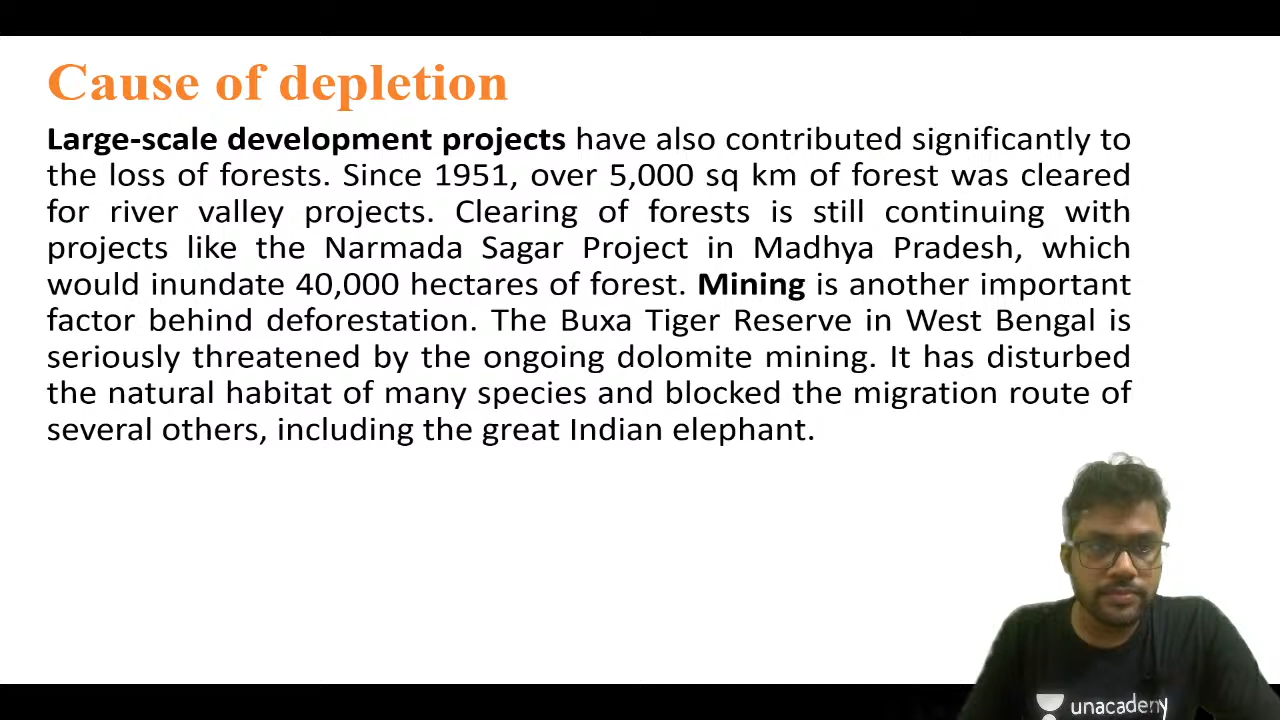 Cause of depletion
Large-scale development projects have also contributed significantly to
the loss of forests. Since 1951, over 5,000 sq km of forest was cleared
for river valley projects. Clearing of forests is still continuing with
projects like the Narmada Sagar Project in Madhya Pradesh, which
would inundate 40,000 hectares of forest. Mining is another important
factor behind deforestation. The Buxa Tiger Reserve in West Bengal is
seriously threatened by the ongoing dolomite mining. It has disturbed
the natural habitat of many species and blocked the migration route of
several others, including the great Indian elephant.
unacademy